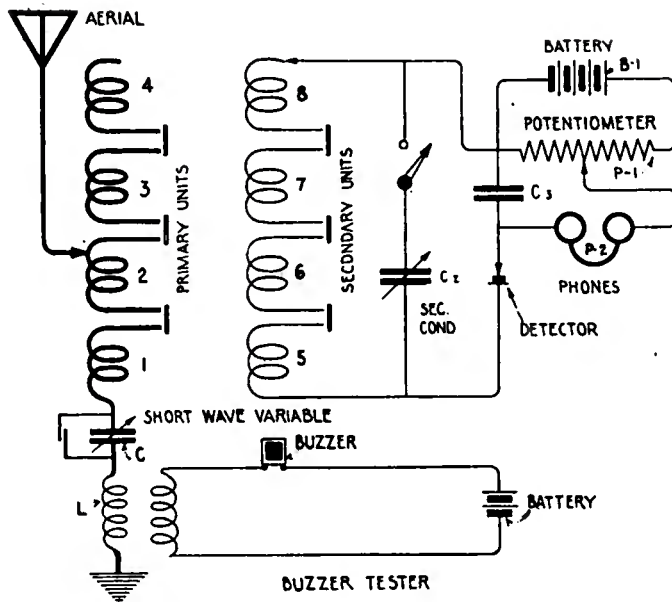 AERIAL
BATTERY
B-1
4
8
POTENTIOMETER
P-1
3
7
PRIMARY UNITS
SECONDARY UNITS
C3
2
6
C2
P-2
PHONES
SEC.
COND
DETECTOR
1
5
SHORT WAVE VARIABLE
C
BUZZER
L
BATTERY
BUZZER TESTER